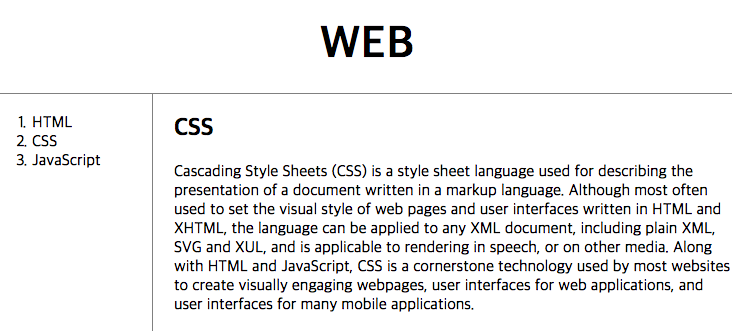 WEB
1. HTML
2. CSS
3. JavaScript
CSS
Cascading Style Sheets (CSS) is a style sheet language used for describing the
presentation of a document written in a markup language. Although most often
used to set the visual style of web pages and user interfaces written in HTML and
XHTML, the language can be applied to any XML document, including plain XML,
SVG and XUL, and is applicable to rendering in speech, or on other media. Along
with HTML and JavaScript, CSS is a cornerstone technology used by most websites
to create visually engaging webpages, user interfaces for web applications, and
user interfaces for many mobile applications.